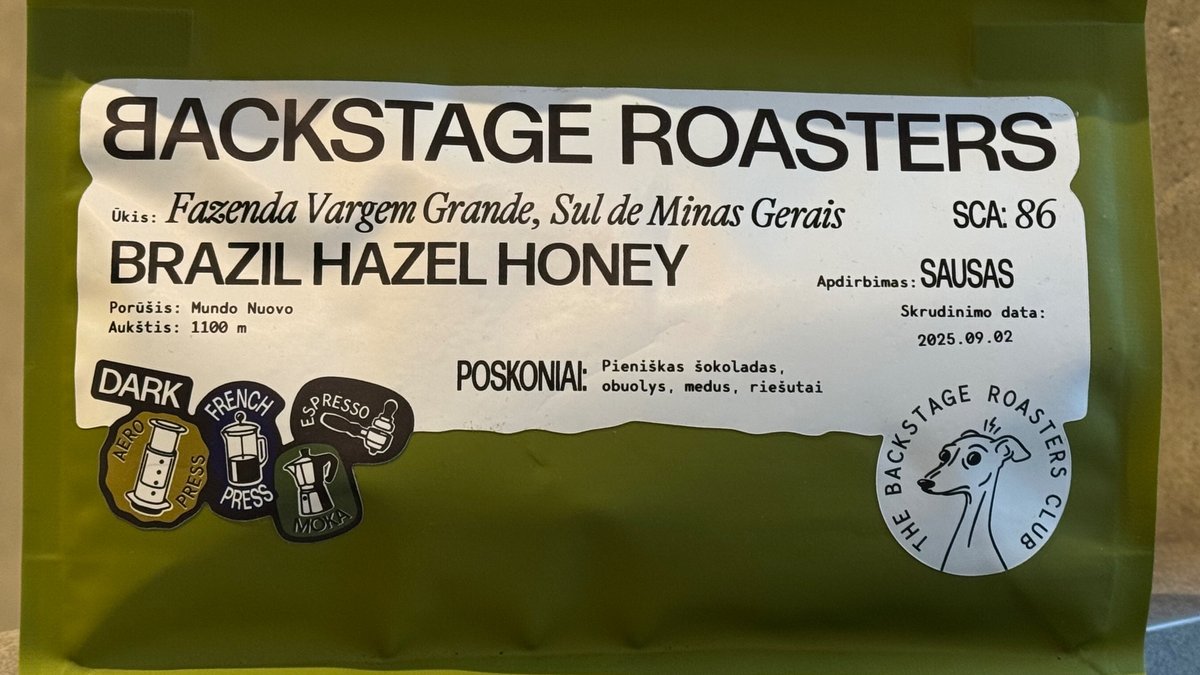 BACKSTAGE ROASTERS
Ūkis: Fazenda Vargem Grande, Sul de Minas Gerais
SCA: 86
BRAZIL HAZEL HONEY
Apdirbimas: SAUSAS
Porūšis: Mundo Nuovo
Aukštis: 1100 m
Skrudinimo data:
2025.09.02
POSKONIAI: Pieniškas šokoladas,
obuolys, medus, riešutai
DARK
AERO
PRESS
FRENCH
PRESS
ESPRESSO
MOKA
THE BACKSTAGE ROASTERS CLUB